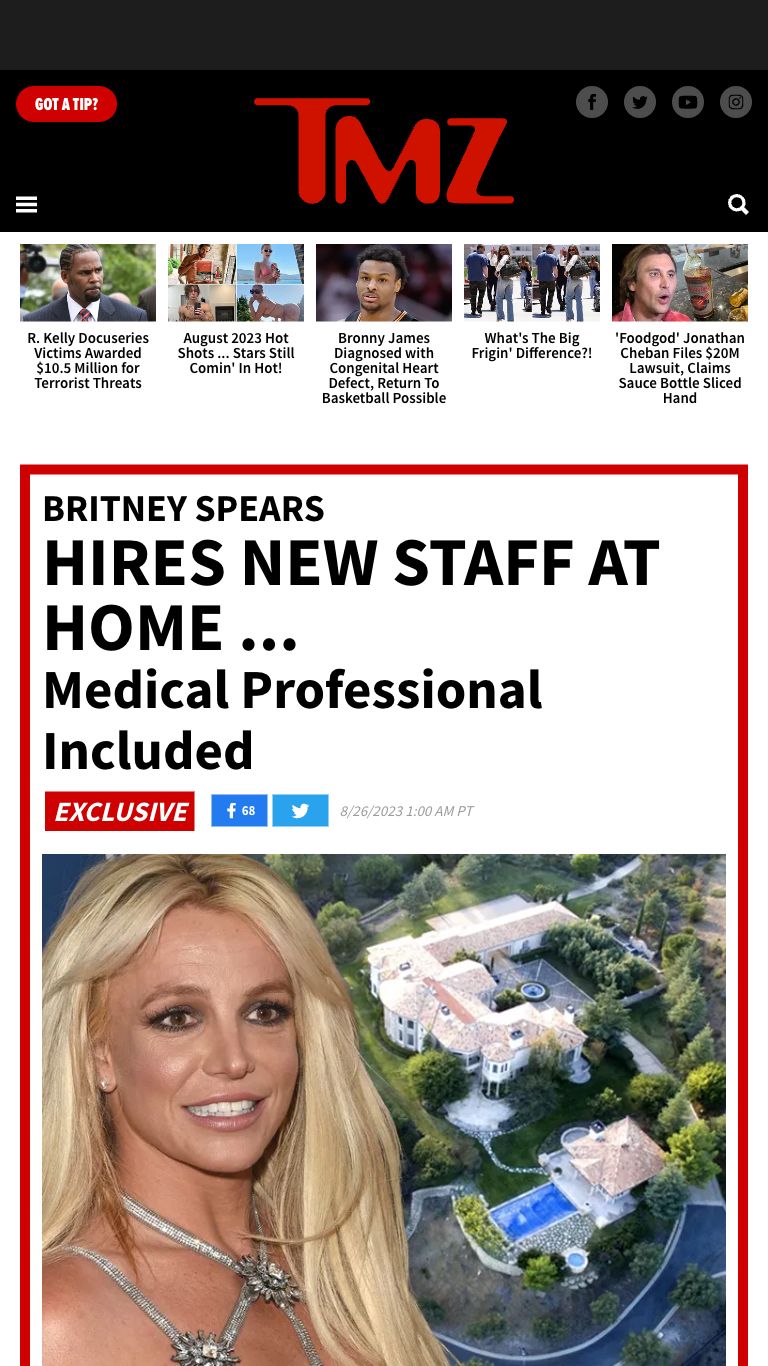 GOT A TIP?
TMZ
R. Kelly Docuseries
Victims Awarded
$10.5 Million for
Terrorist Threats
August 2023 Hot
Shots ... Stars Still
Comin' In Hot!
Bronny James
Diagnosed with
Congenital Heart
Defect, Return To
Basketball Possible
What's The Big
Frigin' Difference?!
'Foodgod' Jonathan
Cheban Files $20M
Lawsuit, Claims
Sauce Bottle Sliced
Hand
BRITNEY SPEARS
HIRES NEW STAFF AT
HOME ...
Medical Professional
Included
EXCLUSIVE
68
8/26/2023 1:00 AM PT